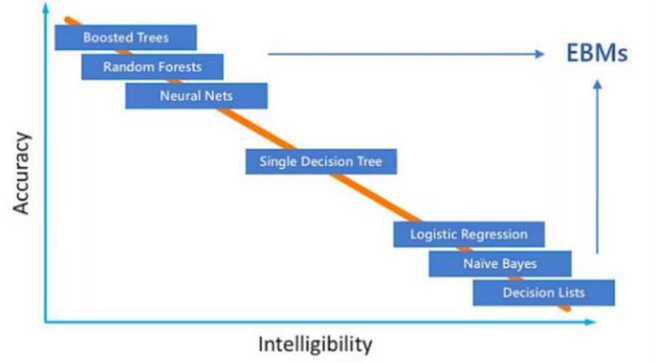 Boosted Trees
EBMs
Random Forests
Neural Nets
Single Decision Tree
Logistic Regression
Naïve Bayes
Decision Lists
Accuracy
Intelligibility